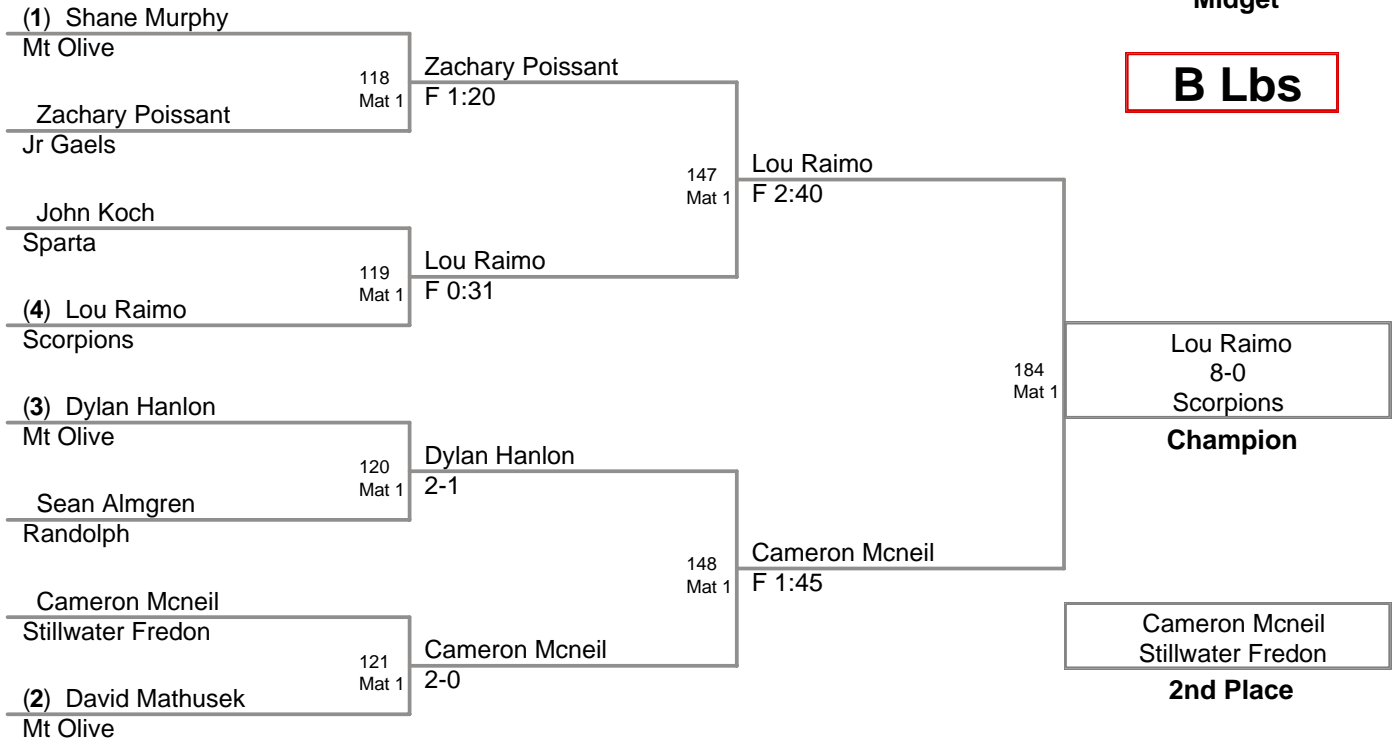 Midget
B Lbs
(1) Shane Murphy
Mt Olive
Zachary Poissant
Jr Gaels
John Koch
Sparta
(4) Lou Raimo
Scorpions
(3) Dylan Hanlon
Mt Olive
Sean Almgren
Randolph
Cameron Mcneil
Stillwater Fredon
(2) David Mathusek
Mt Olive
118
Mat 1
119
Mat 1
120
Mat 1
121
Mat 1
Zachary Poissant
F 1:20
Lou Raimo
F 0:31
Dylan Hanlon
2-1
Cameron Mcneil
2-0
147
Mat 1
148
Mat 1
Lou Raimo
F 2:40
Cameron Mcneil
F 1:45
184
Mat 1
Lou Raimo
8-0
Scorpions
Champion
Cameron Mcneil
Stillwater Fredon
2nd Place